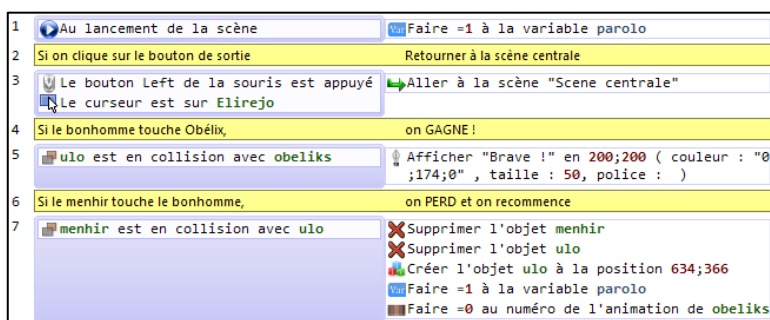 1 Au lancement de la scène Faire =1 à la variable parolo
2 Si on clique sur le bouton de sortie Retourner à la scène centrale
3 Le bouton Left de la souris est appuyé Aller à la scène "Scene centrale"
Le curseur est sur Elirejo
4 Si le bonhomme touche Obélix, on GAGNE !
5 ulo est en collision avec obeliks Afficher "Brave !" en 200;200 ( couleur : "0
;174;0" , taille : 50, police : )
6 Si le menhir touche le bonhomme, on PERD et on recommence
7 menhir est en collision avec ulo Supprimer l'objet menhir
Supprimer l'objet ulo
Créer l'objet ulo à la position 634;366
Var Faire =1 à la variable parolo
Faire =0 au numéro de l'animation de obeliks